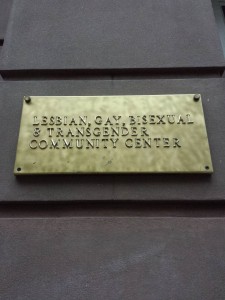 LESBIAN, GAY, BISEXUAL
& TRANSGENDER
COMMUNITY CENTER